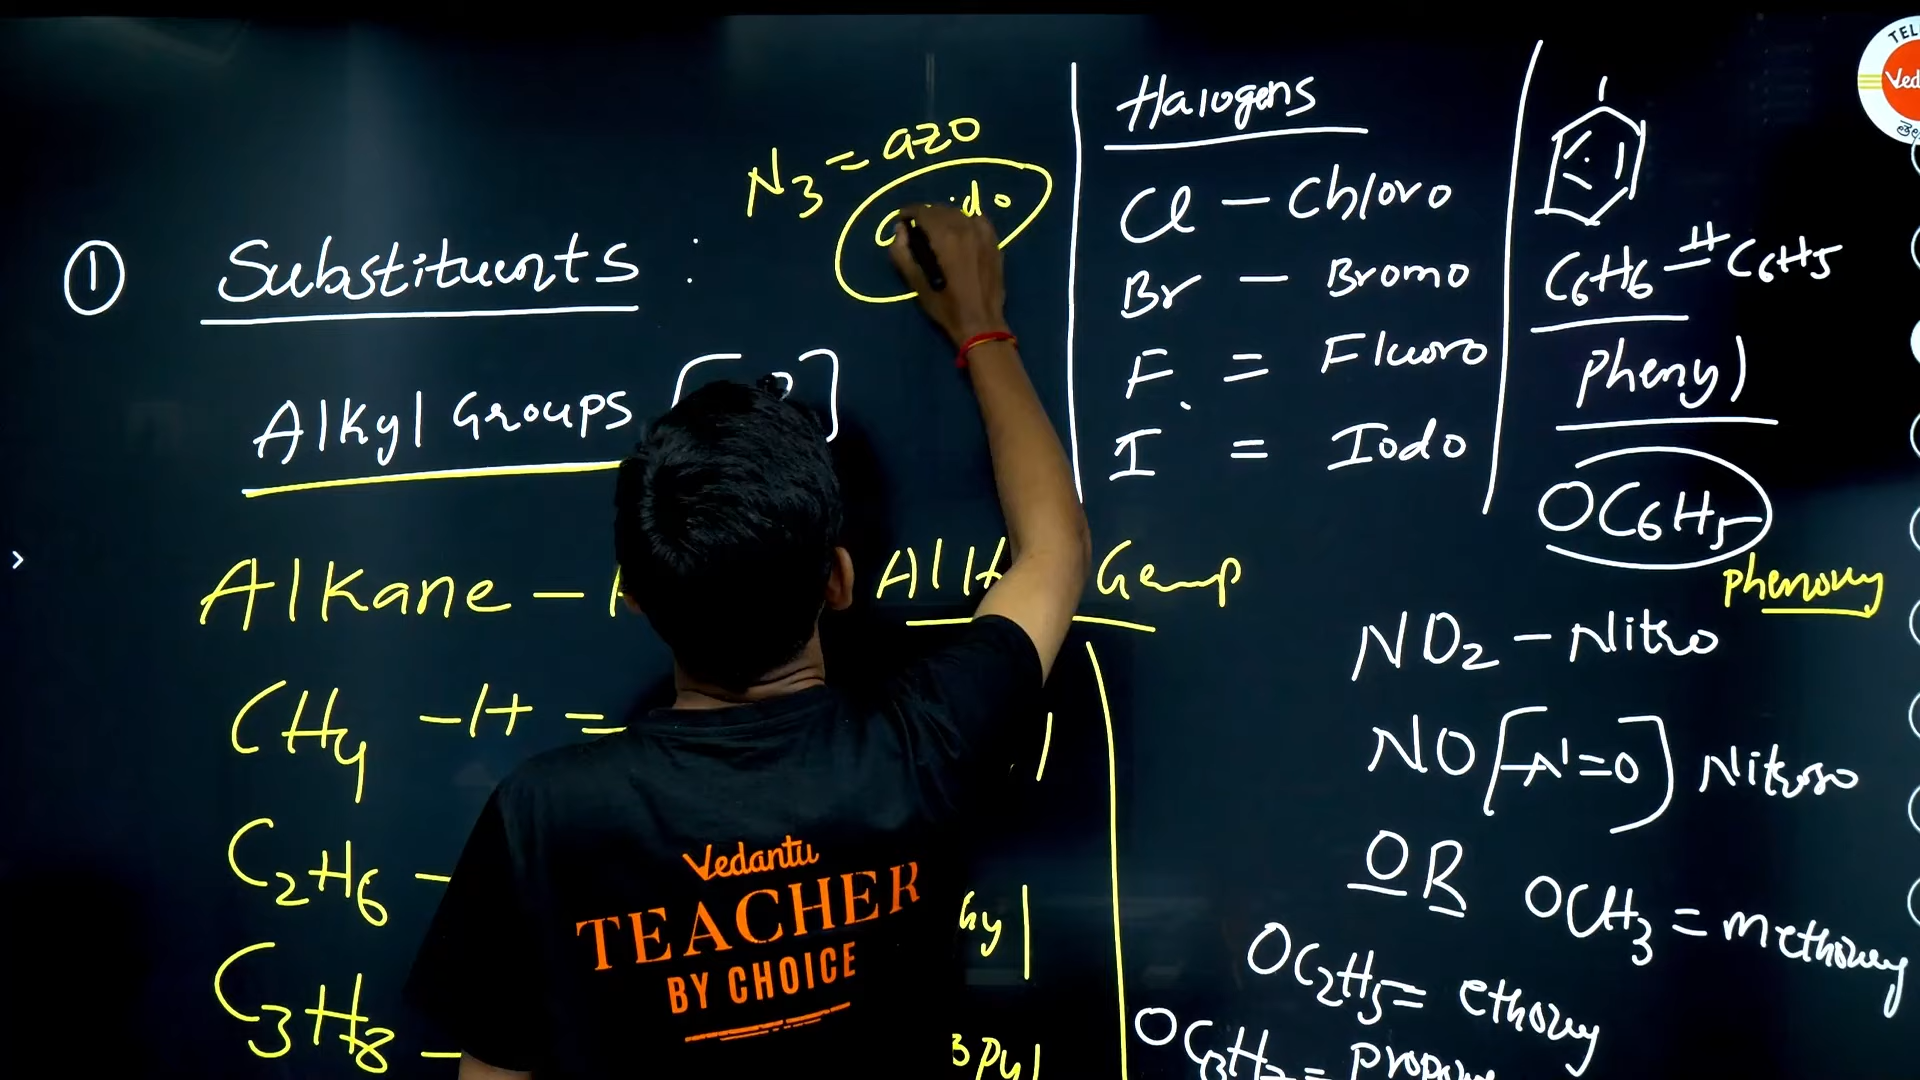 N3 = azo
① Substituents :
Alkyl Groups [ ]
Alkane –
Group
CH4 – H =
C2H6 –
C3H8 –
Halogens
Cl – Chloro
Br – Bromo
F = Fluoro
I = Iodo
C6H6 –H C6H5
phenyl
OC6H5
phenoxy
NO2 – Nitro
NO [–N=O] Nitroso
OR
OCH3 = methoxy
OC2H5 = ethoxy
OC3H7 =
Vedantu
TEACHER
BY CHOICE